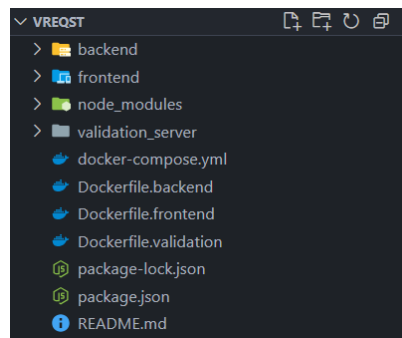 VREQST
backend
frontend
node_modules
validation_server
docker-compose.yml
Dockerfile.backend
Dockerfile.frontend
Dockerfile.validation
package-lock.json
package.json
README.md